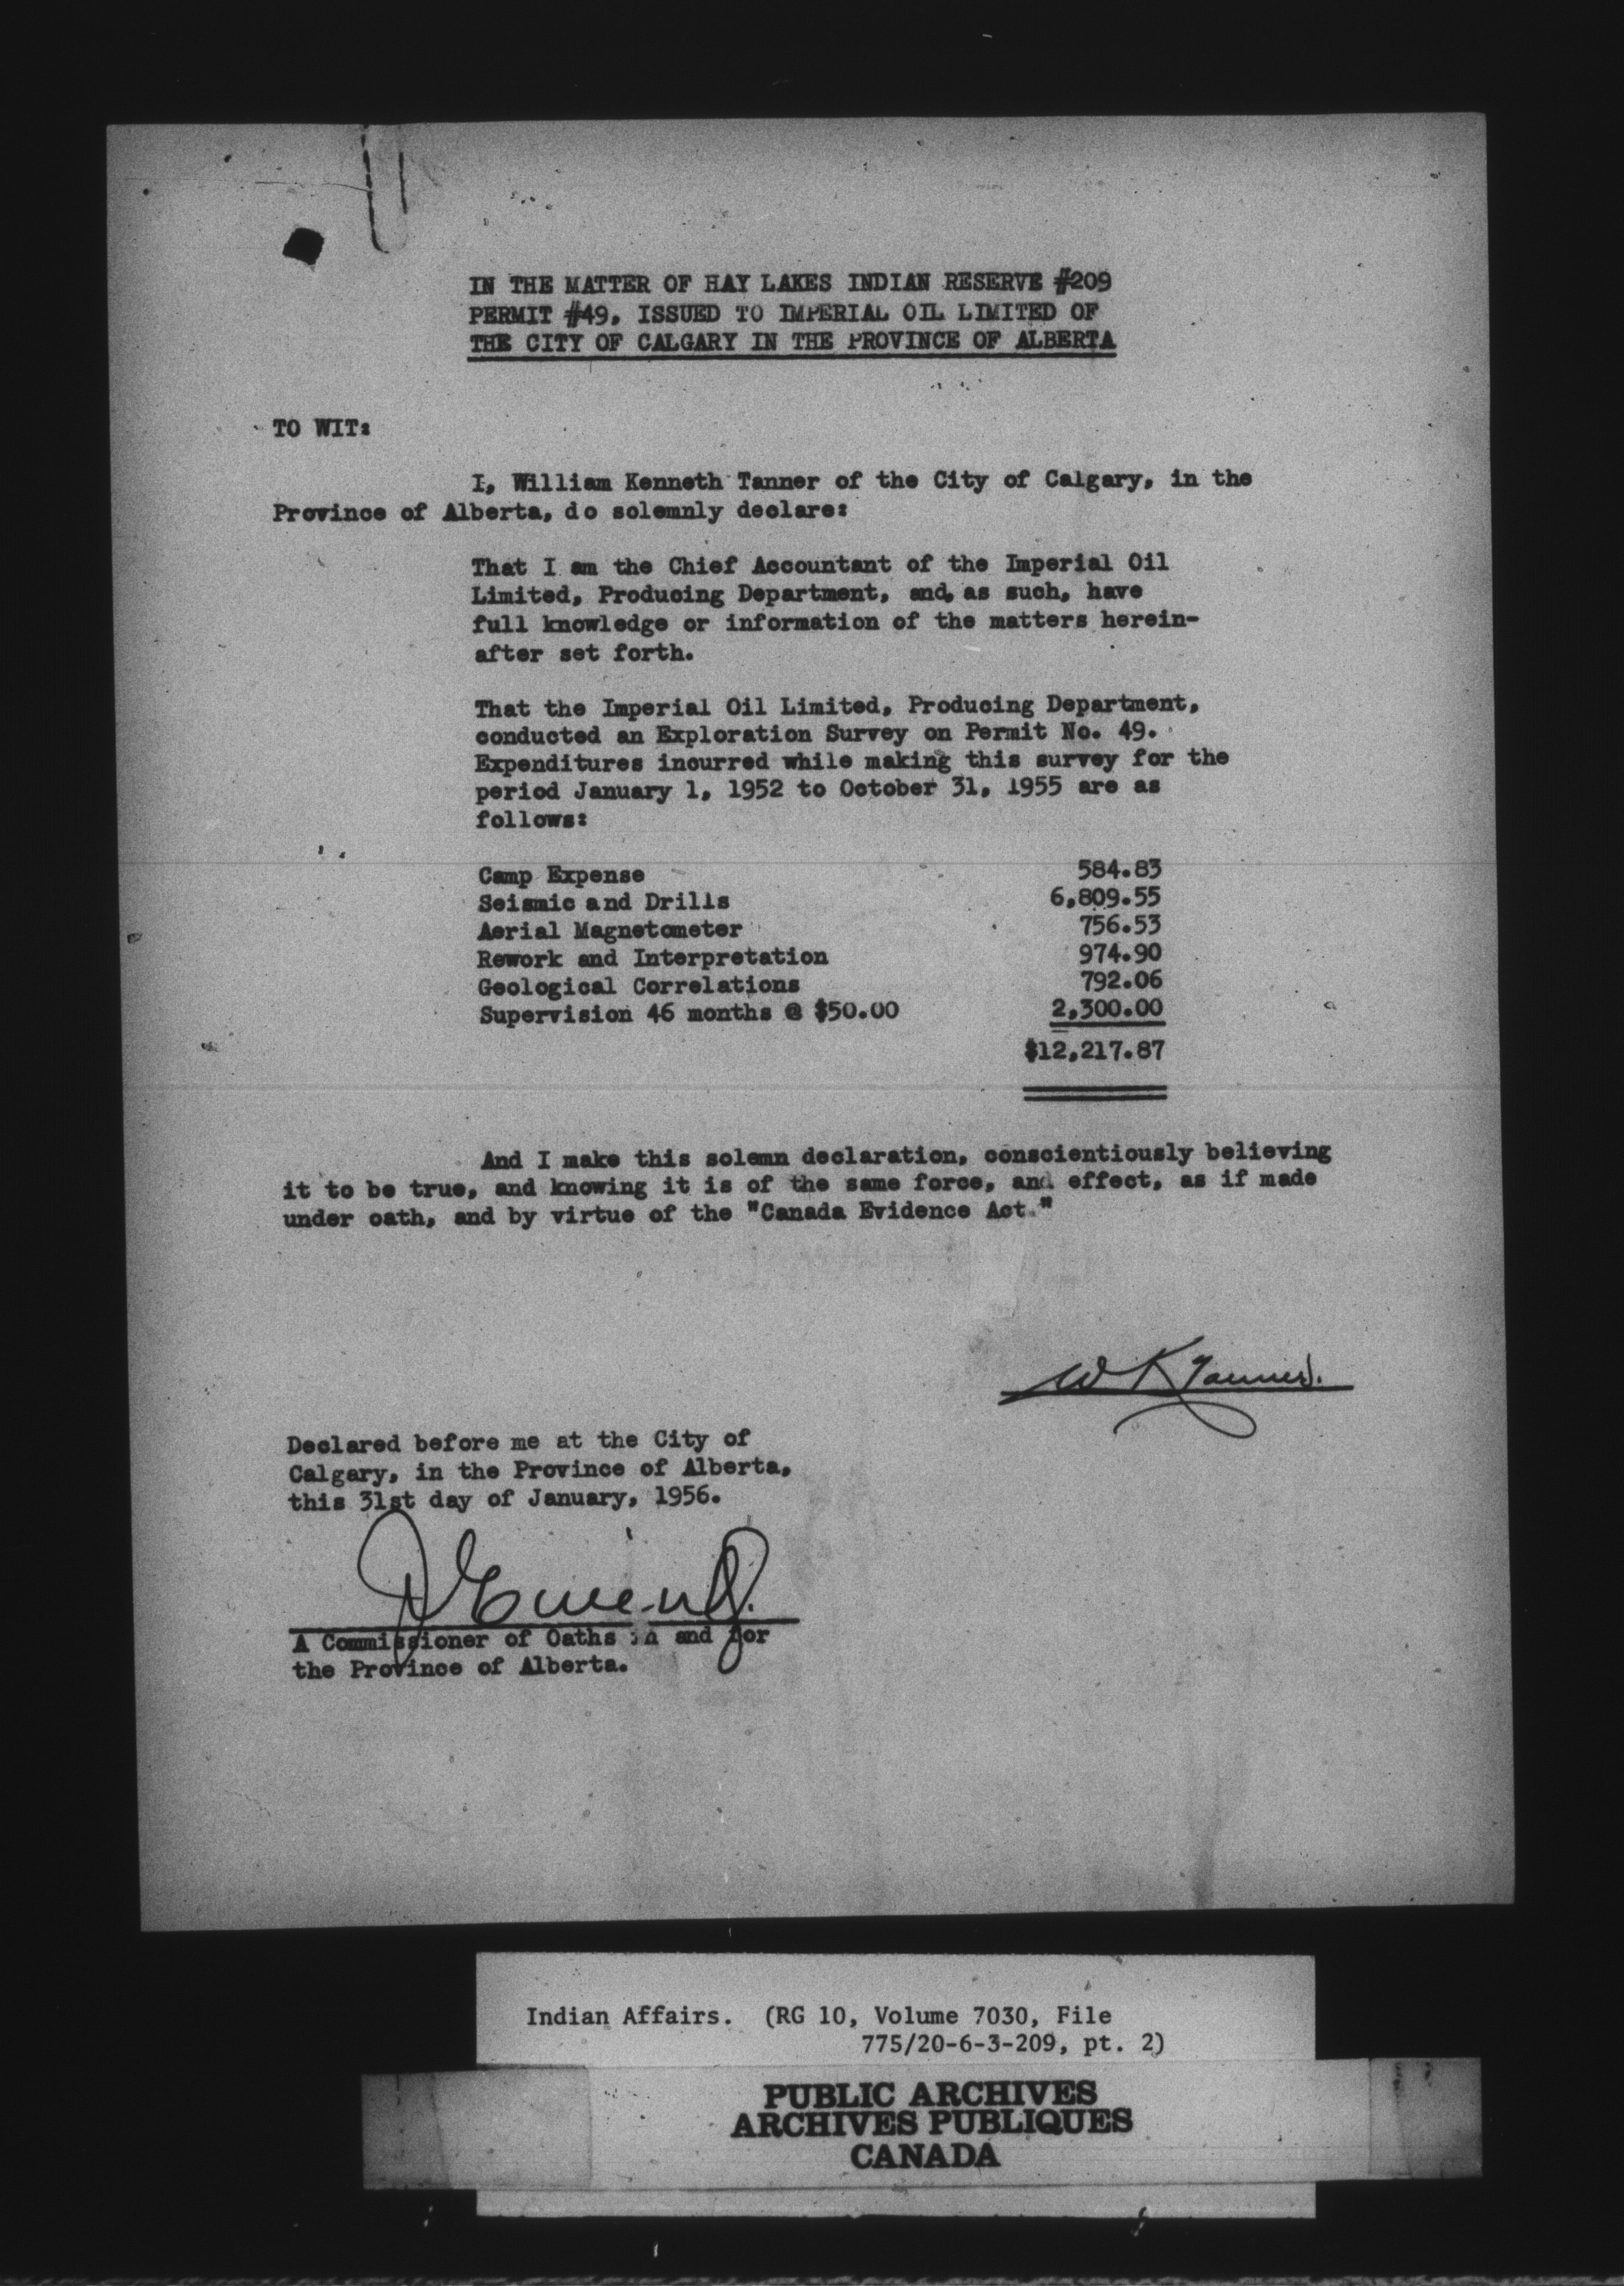 IN THE MATTER OF HAY LAKES INDIAN RESERVE #209
PERMIT #49, ISSUED TO IMPERIAL OIL LIMITED OF
THE CITY OF CALGARY IN THE PROVINCE OF ALBERTA
TO WIT:
I, William Kenneth Tanner of the City of Calgary, in the
Province of Alberta, do solemnly declare:
That I am the Chief Accountant of the Imperial Oil
Limited, Producing Department, and, as such, have
full knowledge or information of the matters herein-
after set forth.
That the Imperial Oil Limited, Producing Department,
conducted an Exploration Survey on Permit No. 49.
Expenditures incurred while making this survey for the
period January 1, 1952 to October 31, 1955 are as
follows:
Camp Expense 584.83
Seismic and Drills 6,809.55
Aerial Magnetometer 756.53
Rework and Interpretation 974.90
Geological Correlations 792.06
Supervision 46 months @ $50.00 2,300.00
$12,217.87
And I make this solemn declaration, conscientiously believing
it to be true, and knowing it is of the same force, and effect, as if made
under oath, and by virtue of the "Canada Evidence Act."
W K Tanner.
Declared before me at the City of
Calgary, in the Province of Alberta,
this 31st day of January, 1956.
A Commissioner of Oaths in and for
the Province of Alberta.
Indian Affairs. (RG 10, Volume 7030, File
775/20-6-3-209, pt. 2)
PUBLIC ARCHIVES
ARCHIVES PUBLIQUES
CANADA